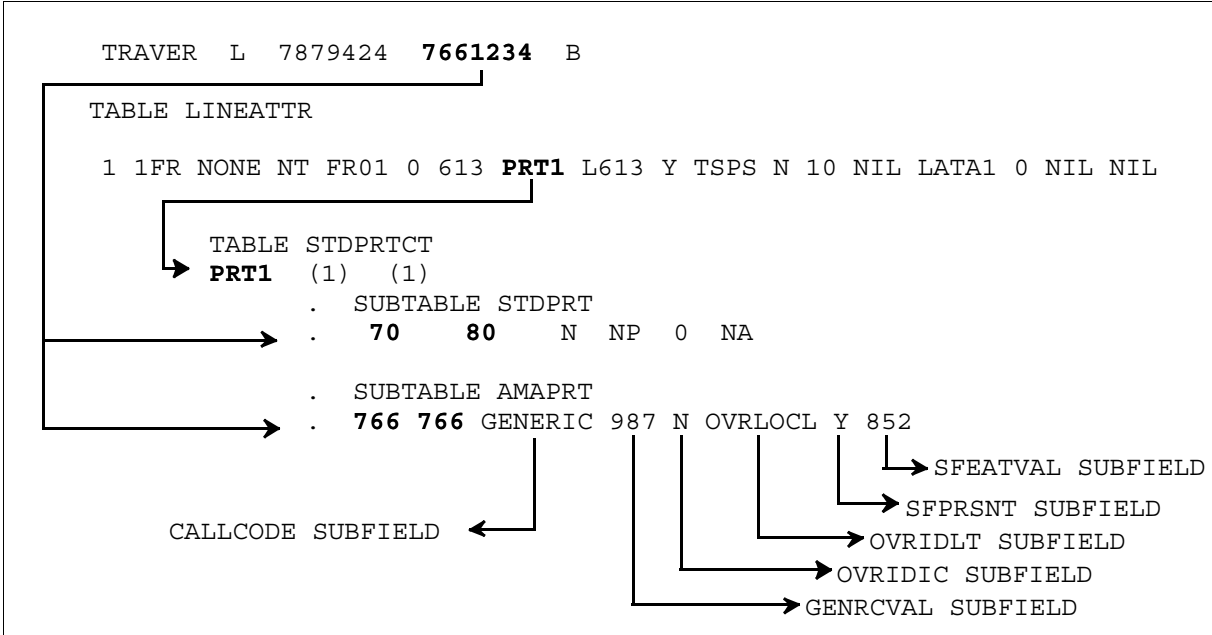 TRAVER L 7879424 7661234 B
TABLE LINEATTR
1 1FR NONE NT FR01 0 613 PRT1 L613 Y TSPS N 10 NIL LATA1 0 NIL NIL
TABLE STDPRTCT
PRT1 (1) (1)
. SUBTABLE STDPRT
. 70 80 N NP 0 NA
. SUBTABLE AMAPRT
. 766 766 GENERIC 987 N OVRLOCL Y 852
SFEATVAL SUBFIELD
SFPRSNT SUBFIELD
CALLCODE SUBFIELD
OVRIDLT SUBFIELD
OVRIDIC SUBFIELD
GENRCVAL SUBFIELD